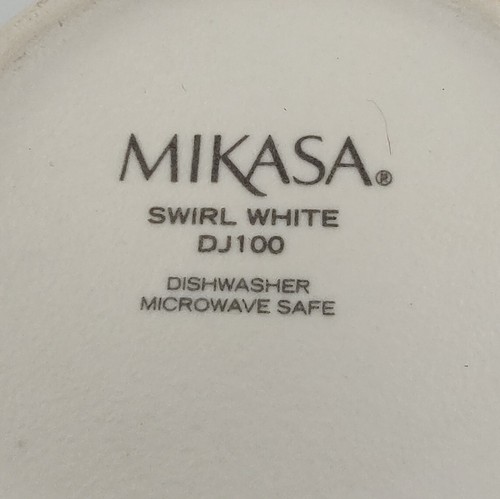 MIKASA®
SWIRL WHITE
DJ100
DISHWASHER
MICROWAVE SAFE